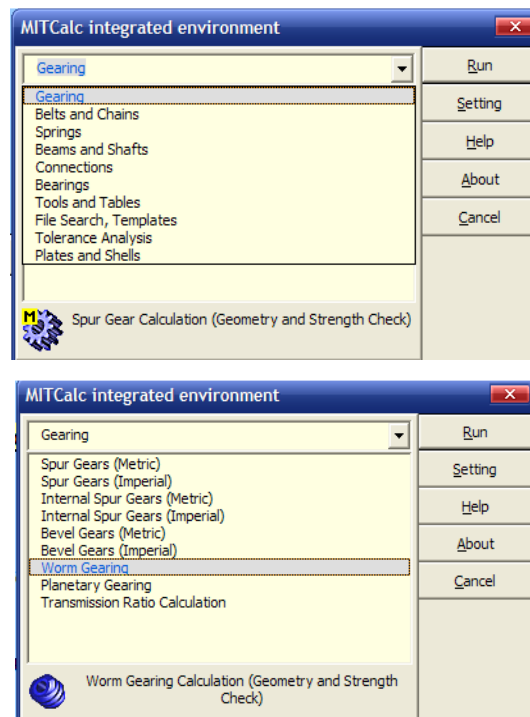 MITCalc integrated environment
Gearing
Run
Gearing
Belts and Chains
Springs
Beams and Shafts
Connections
Bearings
Tools and Tables
File Search, Templates
Tolerance Analysis
Plates and Shells
Setting
Help
About
Cancel
M
Spur Gear Calculation (Geometry and Strength Check)
MITCalc integrated environment
Gearing
Run
Spur Gears (Metric)
Spur Gears (Imperial)
Internal Spur Gears (Metric)
Internal Spur Gears (Imperial)
Bevel Gears (Metric)
Bevel Gears (Imperial)
Worm Gearing
Planetary Gearing
Transmission Ratio Calculation
Setting
Help
About
Cancel
Worm Gearing Calculation (Geometry and Strength
Check)